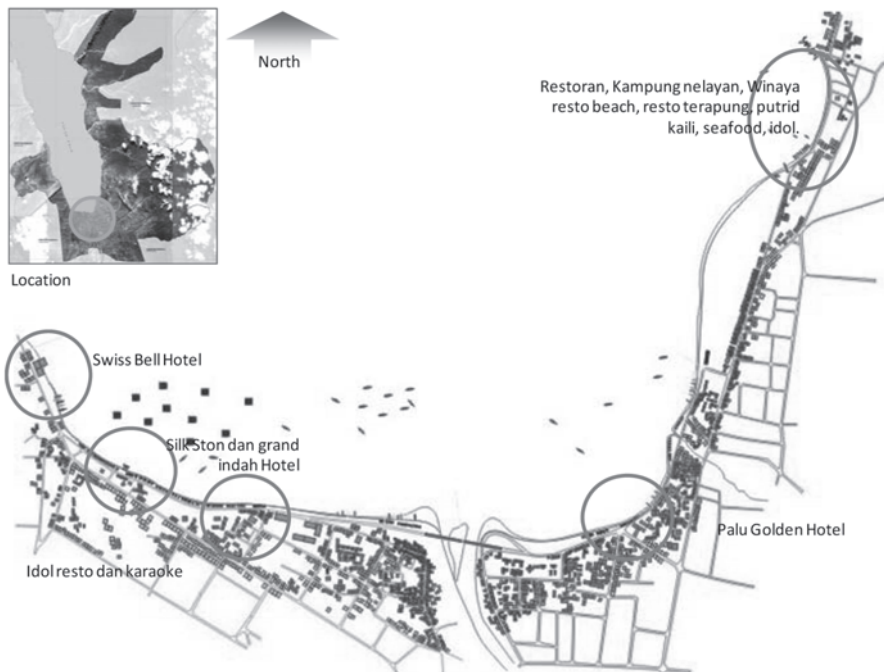 North
Restoran, Kampung nelayan, Winaya
resto beach, resto terapung, putrid
kaili, seafood, idol.
Location
Swiss Bell Hotel
Silk Ston dan grand
indah Hotel
Palu Golden Hotel
Idol resto dan karaoke